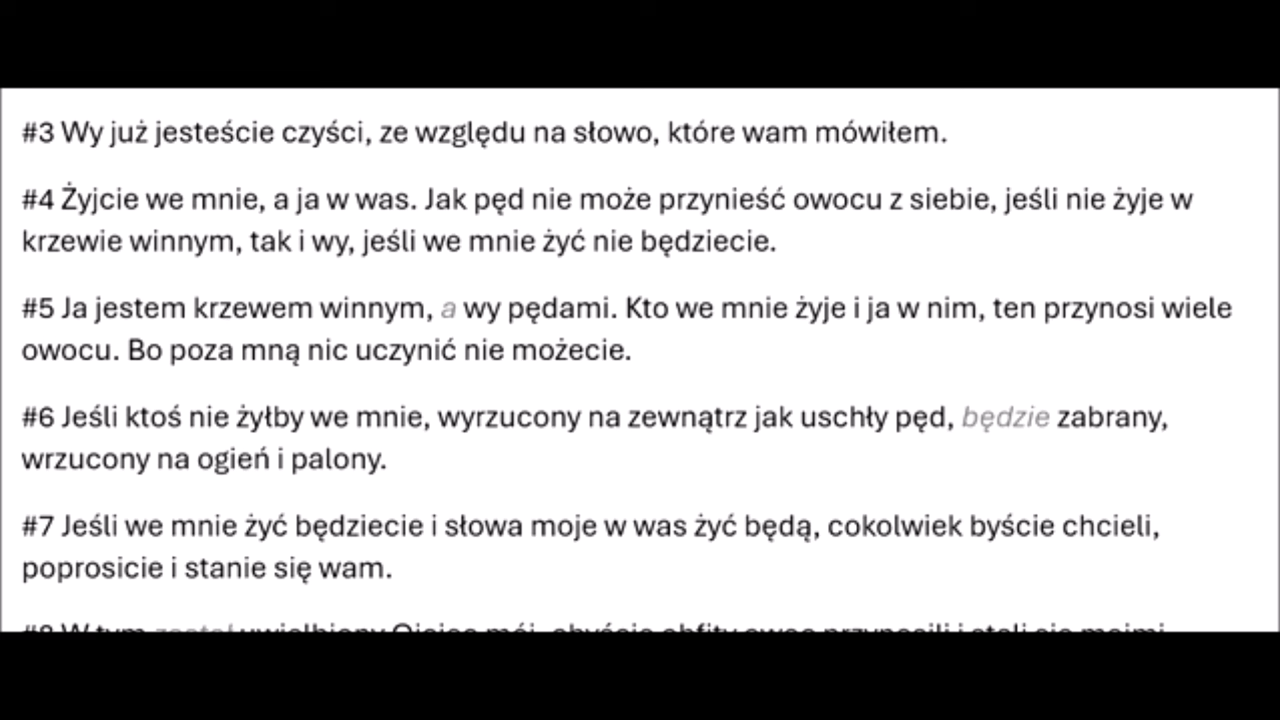 #3 Wy już jesteście czyści, ze względu na słowo, które wam mówiłem.
#4 Żyjcie we mnie, a ja w was. Jak pęd nie może przynieść owocu z siebie, jeśli nie żyje w
krzewie winnym, tak i wy, jeśli we mnie żyć nie będziecie.
#5 Ja jestem krzewem winnym, a wy pędami. Kto we mnie żyje i ja w nim, ten przynosi wiele
owocu. Bo poza mną nic uczynić nie możecie.
#6 Jeśli ktoś nie żyłby we mnie, wyrzucony na zewnątrz jak uschły pęd, będzie zabrany,
wrzucony na ogień i palony.
#7 Jeśli we mnie żyć będziecie i słowa moje w was żyć będą, cokolwiek byście chcieli,
poprosicie i stanie się wam.